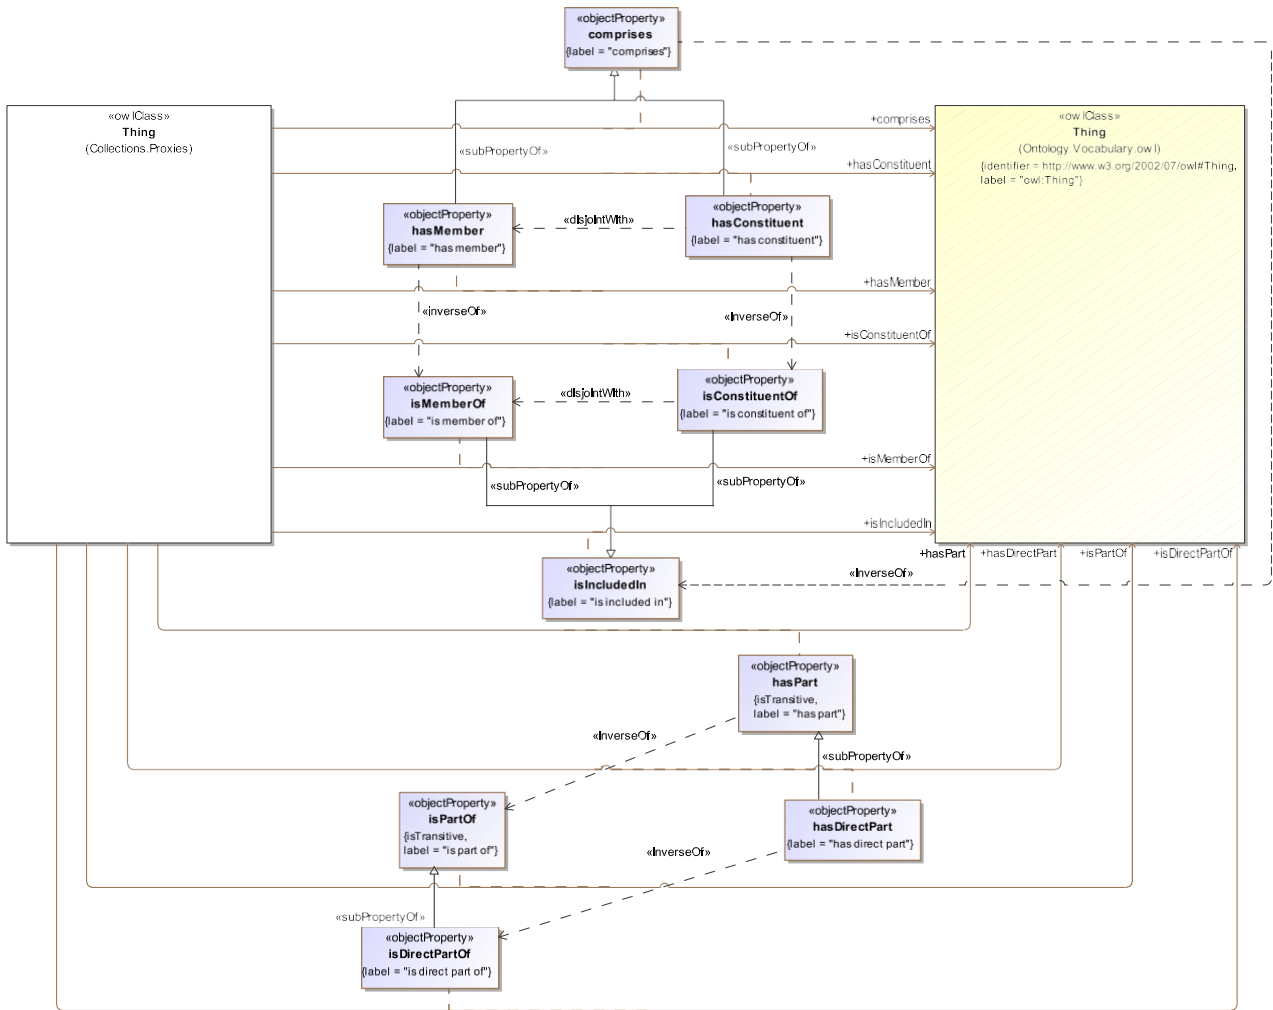 «objectProperty»
comprises
{label = "comprises"}
«owlClass»
Thing
(Collections.Proxies)
«owlClass»
Thing
(Ontology Vabulary.owl)
{identifier = http://www.w3.org/2002/07/owl#Thing,
label = "owl:Thing"}
+comprises
«subPropertyOf»
«subPropertyOf»
+hasConstituent
«objectProperty»
hasMember
{label = "has member"}
«disjointWith»
«objectProperty»
hasConstituent
{label = "has constituent"}
+hasMember
«inverseOf»
«inverseOf»
+isConstituentOf
«objectProperty»
isMemberOf
{label = "is member of"}
«disjointWith»
«objectProperty»
isConstituentOf
{label = "is constituent of"}
+isMemberOf
«subPropertyOf»
«subPropertyOf»
+isIncludedIn
+hasPart
+hasDirectPart
+isPartOf
+isDirectPartOf
«objectProperty»
isIncludedIn
{label = "is included in"}
«inverseOf»
«objectProperty»
hasPart
{isTransitive,
label = "has part"}
«inverseOf»
«subPropertyOf»
«objectProperty»
isPartOf
{isTransitive,
label = "is part of"}
«objectProperty»
hasDirectPart
{label = "has direct part"}
«inverseOf»
«subPropertyOf»
«objectProperty»
isDirectPartOf
{label = "is direct part of"}